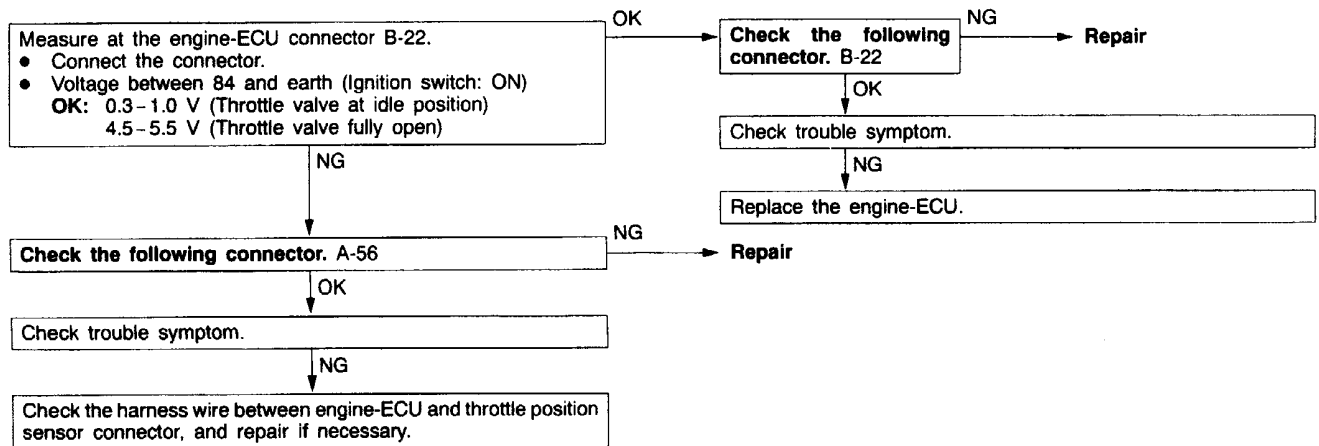 Measure at the engine-ECU connector B-22.
● Connect the connector.
● Voltage between 84 and earth (Ignition switch: ON)
OK: 0.3–1.0 V (Throttle valve at idle position)
4.5–5.5 V (Throttle valve fully open)
OK
Check the following
connector. B-22
NG
Repair
OK
Check trouble symptom.
NG
Replace the engine-ECU.
NG
Check the following connector. A-56
NG
Repair
OK
Check trouble symptom.
NG
Check the harness wire between engine-ECU and throttle position
sensor connector, and repair if necessary.